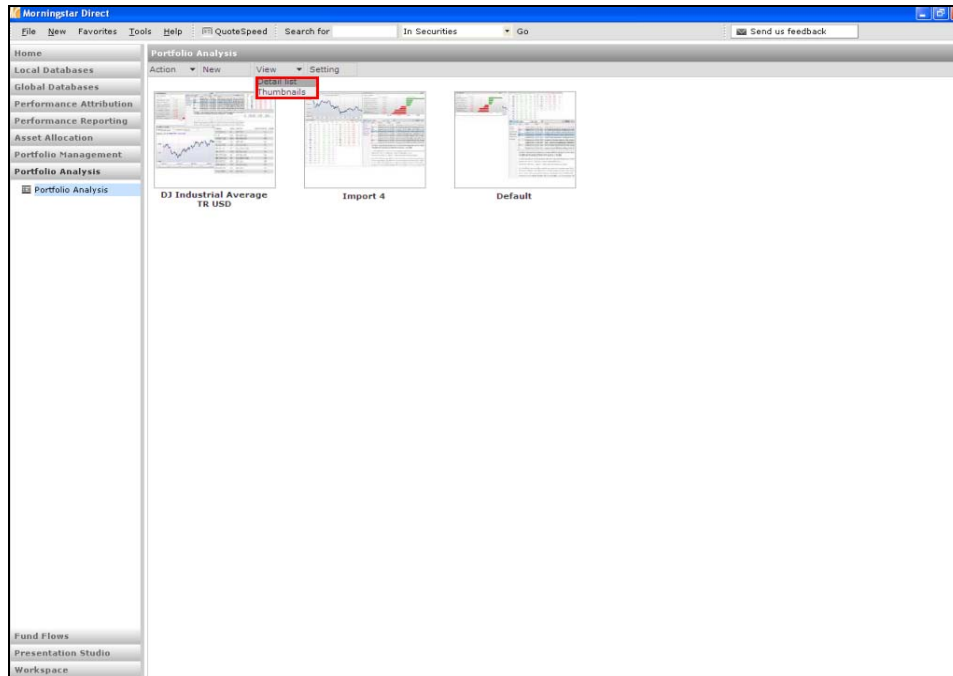 Morningstar Direct
File New Favorites Tools Help QuoteSpeed Search for In Securities Go Send us feedback
Home
Local Databases
Global Databases
Performance Attribution
Performance Reporting
Asset Allocation
Portfolio Management
Portfolio Analysis
Portfolio Analysis
Fund Flows
Presentation Studio
Workspace
Portfolio Analysis
Action New View Setting
Detail list
Thumbnails
DJ Industrial Average
TR USD
Import 4
Default